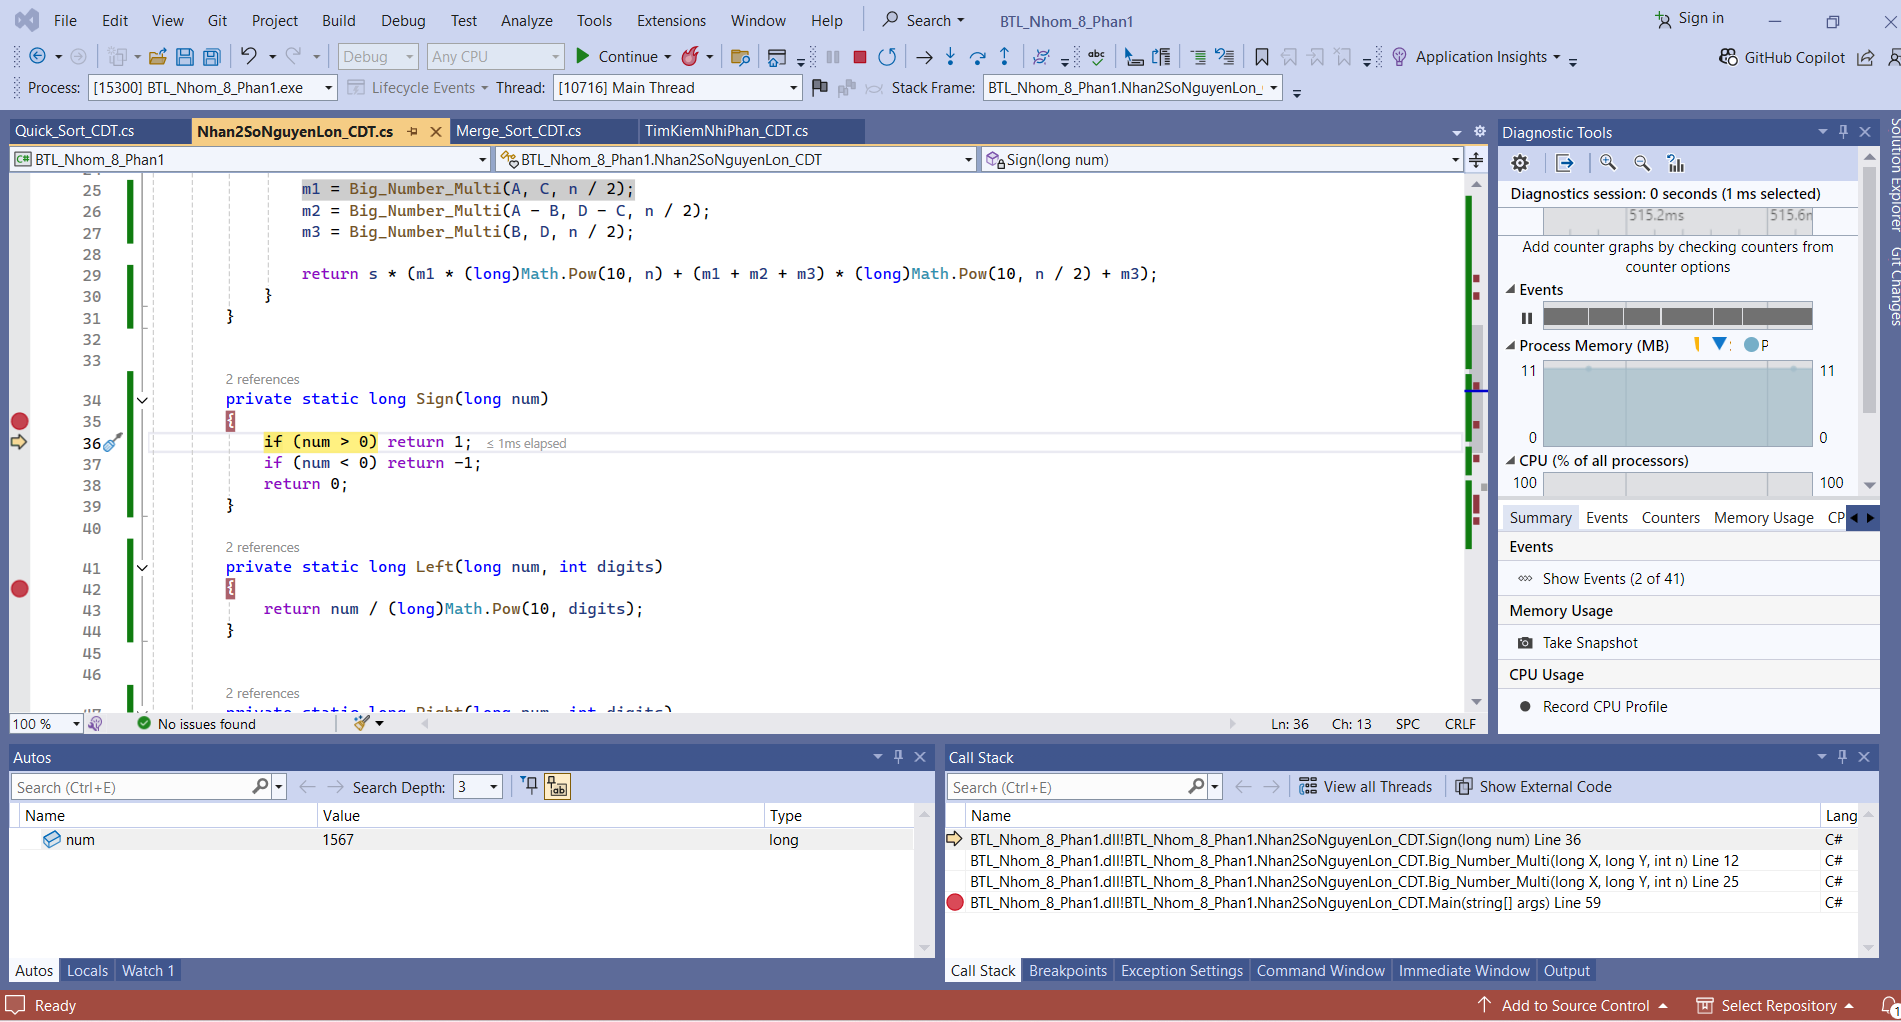 File Edit View Git Project Build Debug Test Analyze Tools Extensions Window Help Search BTL_Nhom_8_Phan1 Sign in
Debug Any CPU Continue Application Insights GitHub Copilot
Process: [15300] BTL_Nhom_8_Phan1.exe Lifecycle Events Thread: [10716] Main Thread Stack Frame: BTL_Nhom_8_Phan1.Nhan2SoNguyenLon_
Quick_Sort_CDT.cs Nhan2SoNguyenLon_CDT.cs Merge_Sort_CDT.cs TimKiemNhiPhan_CDT.cs
BTL_Nhom_8_Phan1 BTL_Nhom_8_Phan1.Nhan2SoNguyenLon_CDT Sign(long num)
25 m1 = Big_Number_Multi(A, C, n / 2);
26 m2 = Big_Number_Multi(A - B, D - C, n / 2);
27 m3 = Big_Number_Multi(B, D, n / 2);
28
29 return s * (m1 * (long)Math.Pow(10, n) + (m1 + m2 + m3) * (long)Math.Pow(10, n / 2) + m3);
30 }
31 }
32
33
2 references
34 private static long Sign(long num)
35 {
36 if (num > 0) return 1; ≤ 1ms elapsed
37 if (num < 0) return -1;
38 return 0;
39 }
40
2 references
41 private static long Left(long num, int digits)
42 {
43 return num / (long)Math.Pow(10, digits);
44 }
45
46
2 references
private static long Right(long num, int digits)
100 % No issues found Ln: 36 Ch: 13 SPC CRLF
Diagnostic Tools
Diagnostics session: 0 seconds (1 ms selected)
515.2ms 515.6m
Add counter graphs by checking counters from
counter options
Events
Process Memory (MB) P
11 11
0 0
CPU (% of all processors)
100 100
Summary Events Counters Memory Usage CP
Events
Show Events (2 of 41)
Memory Usage
Take Snapshot
CPU Usage
Record CPU Profile
Solution Explorer
Git Changes
Autos
Search (Ctrl+E) Search Depth: 3
Name Value Type
num 1567 long
Autos Locals Watch 1
Call Stack
Search (Ctrl+E) View all Threads Show External Code
Name Lang
BTL_Nhom_8_Phan1.dll!BTL_Nhom_8_Phan1.Nhan2SoNguyenLon_CDT.Sign(long num) Line 36 C#
BTL_Nhom_8_Phan1.dll!BTL_Nhom_8_Phan1.Nhan2SoNguyenLon_CDT.Big_Number_Multi(long X, long Y, int n) Line 12 C#
BTL_Nhom_8_Phan1.dll!BTL_Nhom_8_Phan1.Nhan2SoNguyenLon_CDT.Big_Number_Multi(long X, long Y, int n) Line 25 C#
BTL_Nhom_8_Phan1.dll!BTL_Nhom_8_Phan1.Nhan2SoNguyenLon_CDT.Main(string[] args) Line 59 C#
Call Stack Breakpoints Exception Settings Command Window Immediate Window Output
Ready Add to Source Control Select Repository 1